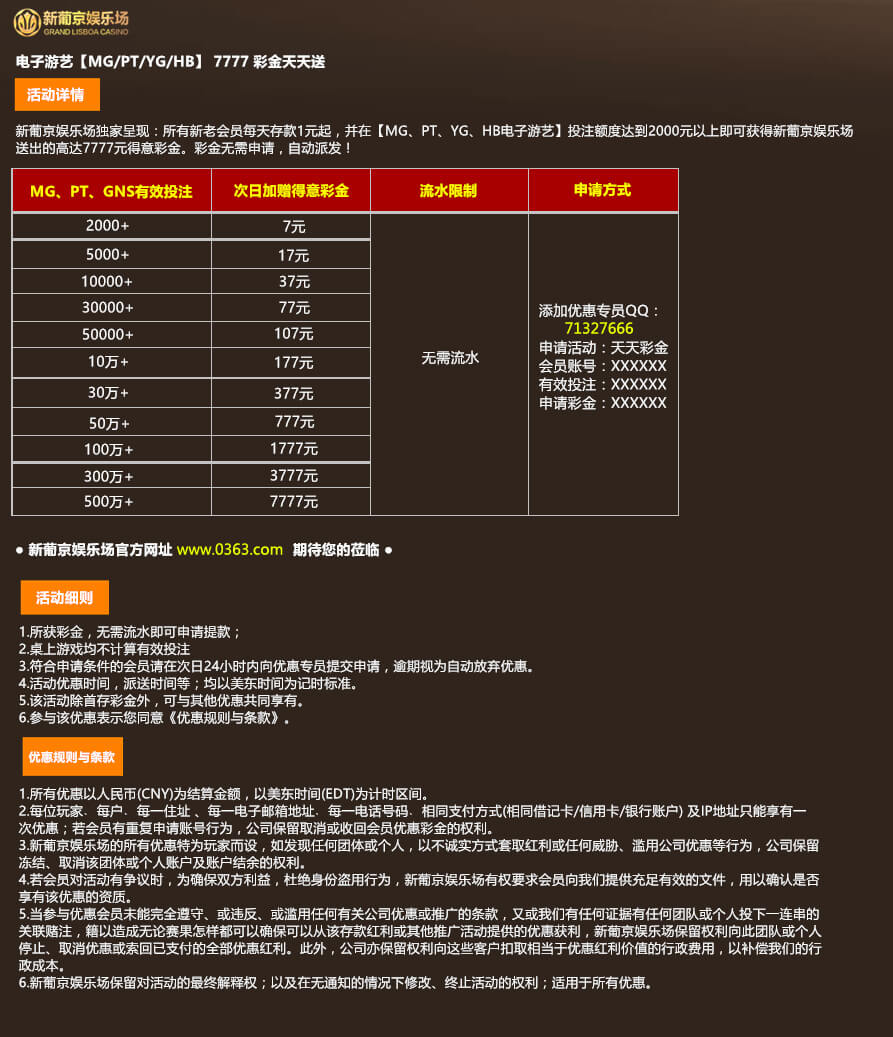 新葡京娱乐场
GRAND LISBOA CASINO
电子游艺【MG/PT/YG/HB】 7777 彩金天天送
活动详情
新葡京娱乐场独家呈现：所有新老会员每天存款1元起，并在【MG、PT、YG、HB电子游艺】投注额度达到2000元以上即可获得新葡京娱乐场
送出的高达7777元得意彩金。彩金无需申请，自动派发！
MG、PT、GNS有效投注 次日加赠得意彩金 流水限制 申请方式
2000+ 7元
5000+ 17元
10000+ 37元
30000+ 77元
50000+ 107元
10万+ 177元
30万+ 377元
50万+ 777元
100万+ 1777元
300万+ 3777元
500万+ 7777元
无需流水
添加优惠专员QQ：
71327666
申请活动：天天彩金
会员账号：XXXXXX
有效投注：XXXXXX
申请彩金：XXXXXX
● 新葡京娱乐场官方网址 www.0363.com 期待您的莅临 ●
活动细则
1.所获彩金，无需流水即可申请提款；
2.桌上游戏均不计算有效投注
3.符合申请条件的会员请在次日24小时内向优惠专员提交申请，逾期视为自动放弃优惠。
4.活动优惠时间，派送时间等；均以美东时间为记时标准。
5.该活动除首存彩金外，可与其他优惠共同享有。
6.参与该优惠表示您同意《优惠规则与条款》。
优惠规则与条款
1.所有优惠以人民币(CNY)为结算金额，以美东时间(EDT)为计时区间。
2.每位玩家﹑每户﹑每一住址 、每一电子邮箱地址﹑每一电话号码﹑相同支付方式(相同借记卡/信用卡/银行账户) 及IP地址只能享有一
次优惠；若会员有重复申请账号行为，公司保留取消或收回会员优惠彩金的权利。
3.新葡京娱乐场的所有优惠特为玩家而设，如发现任何团体或个人，以不诚实方式套取红利或任何威胁、滥用公司优惠等行为，公司保留
冻结、取消该团体或个人账户及账户结余的权利。
4.若会员对活动有争议时，为确保双方利益，杜绝身份盗用行为，新葡京娱乐场有权要求会员向我们提供充足有效的文件，用以确认是否
享有该优惠的资质。
5.当参与优惠会员未能完全遵守、或违反、或滥用任何有关公司优惠或推广的条款，又或我们有任何证据有任何团队或个人投下一连串的
关联赌注，籍以造成无论赛果怎样都可以确保可以从该存款红利或其他推广活动提供的优惠获利，新葡京娱乐场保留权利向此团队或个人
停止、取消优惠或索回已支付的全部优惠红利。此外，公司亦保留权利向这些客户扣取相当于优惠红利价值的行政费用，以补偿我们的行
政成本。
6.新葡京娱乐场保留对活动的最终解释权；以及在无通知的情况下修改、终止活动的权利；适用于所有优惠。